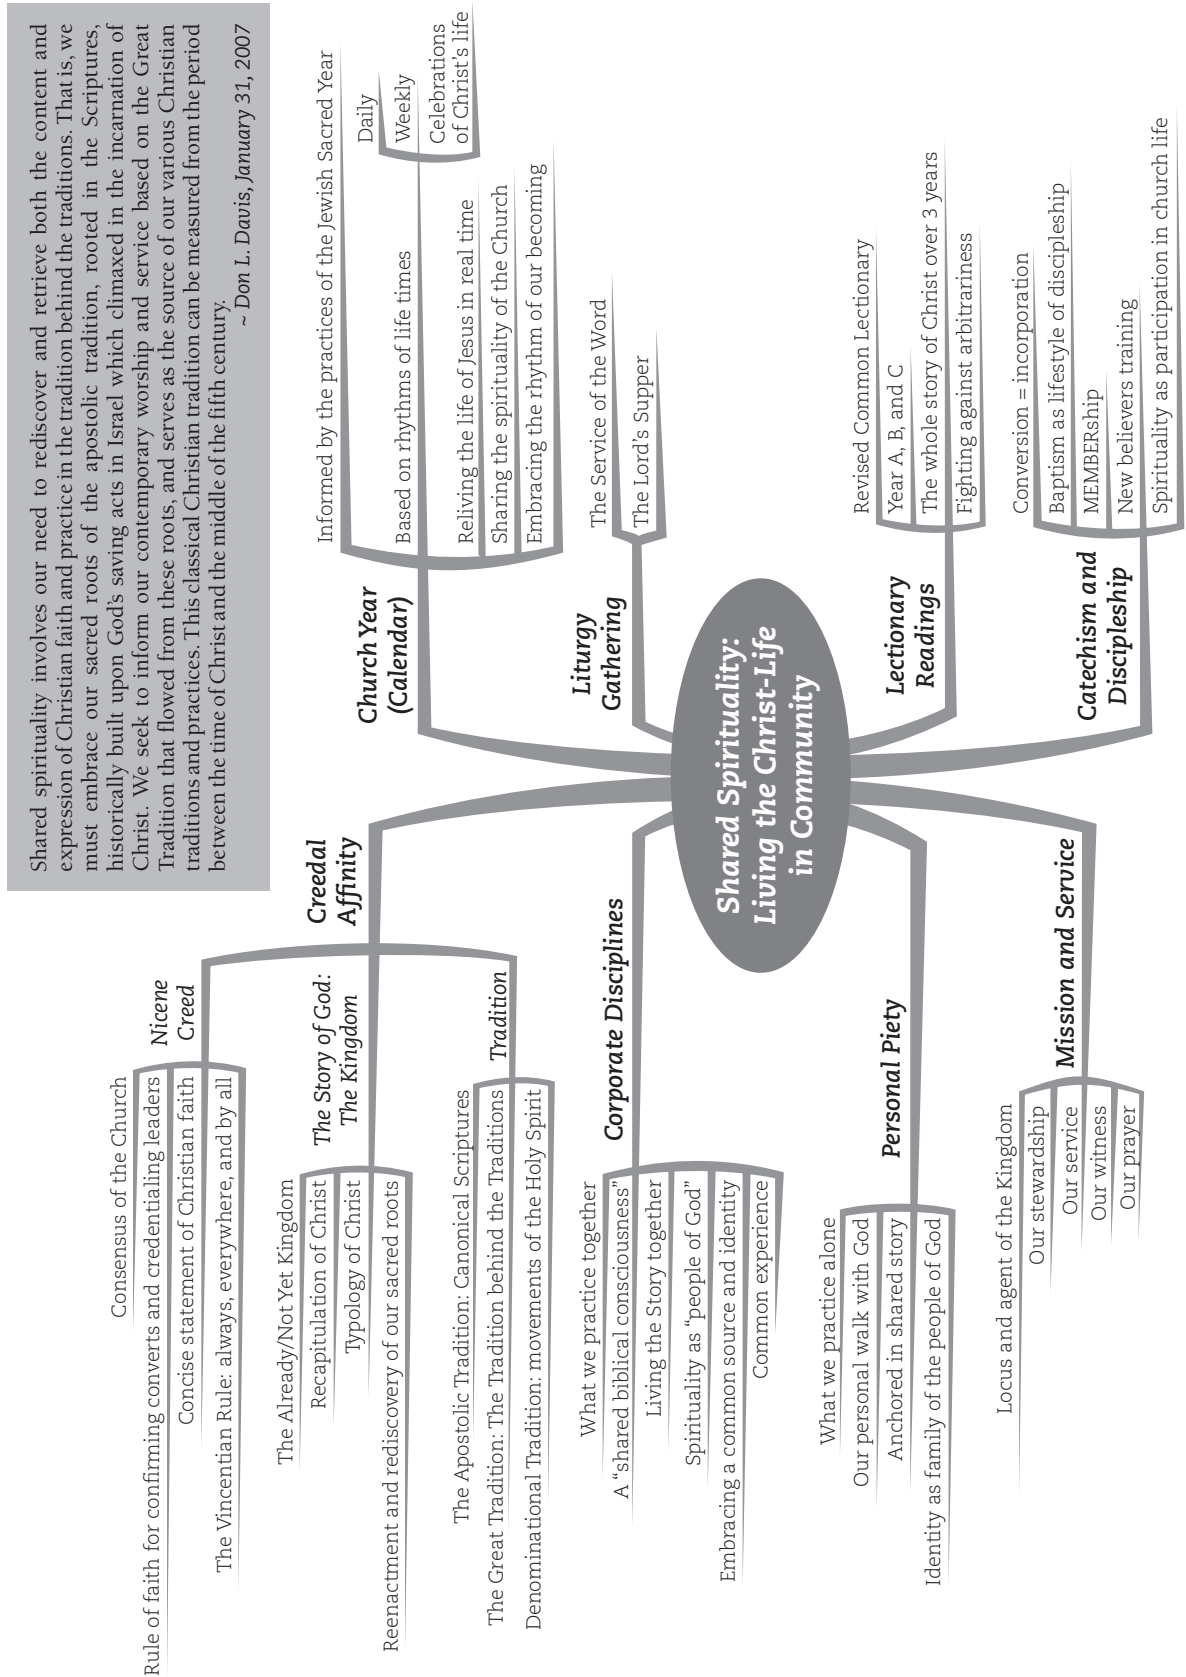 Shared spirituality involves our need to rediscover and retrieve both the content and
expression of Christian faith and practice in the tradition behind the traditions. That is, we
must embrace our sacred roots of the apostolic tradition, rooted in the Scriptures,
historically built upon God's saving acts in Israel which climaxed in the incarnation of
Christ. We seek to inform our contemporary worship and service based on the Great
Tradition that flowed from these roots, and serves as the source of our various Christian
traditions and practices. This classical Christian tradition can be measured from the period
between the time of Christ and the middle of the fifth century.
~ Don L. Davis, January 31, 2007
Shared Spirituality:
Living the Christ-Life
in Community
Creedal
Affinity
Nicene
Creed
Consensus of the Church
Rule of faith for confirming converts and credentialing leaders
Concise statement of Christian faith
The Vincentian Rule: always, everywhere, and by all
The Story of God:
The Kingdom
The Already/Not Yet Kingdom
Recapitulation of Christ
Typology of Christ
Reenactment and rediscovery of our sacred roots
Tradition
The Apostolic Tradition: Canonical Scriptures
The Great Tradition: The Tradition behind the Traditions
Denominational Tradition: movements of the Holy Spirit
Corporate Disciplines
What we practice together
A “shared biblical consciousness”
Living the Story together
Spirituality as “people of God”
Embracing a common source and identity
Common experience
Personal Piety
What we practice alone
Our personal walk with God
Anchored in shared story
Identity as family of the people of God
Mission and Service
Locus and agent of the Kingdom
Our stewardship
Our service
Our witness
Our prayer
Church Year
(Calendar)
Informed by the practices of the Jewish Sacred Year
Based on rhythms of life times
Daily
Weekly
Celebrations
of Christ's life
Reliving the life of Jesus in real time
Sharing the spirituality of the Church
Embracing the rhythm of our becoming
Liturgy
Gathering
The Service of the Word
The Lord's Supper
Lectionary
Readings
Revised Common Lectionary
Year A, B, and C
The whole story of Christ over 3 years
Fighting against arbitrariness
Catechism and
Discipleship
Conversion = incorporation
Baptism as lifestyle of discipleship
MEMBERship
New believers training
Spirituality as participation in church life